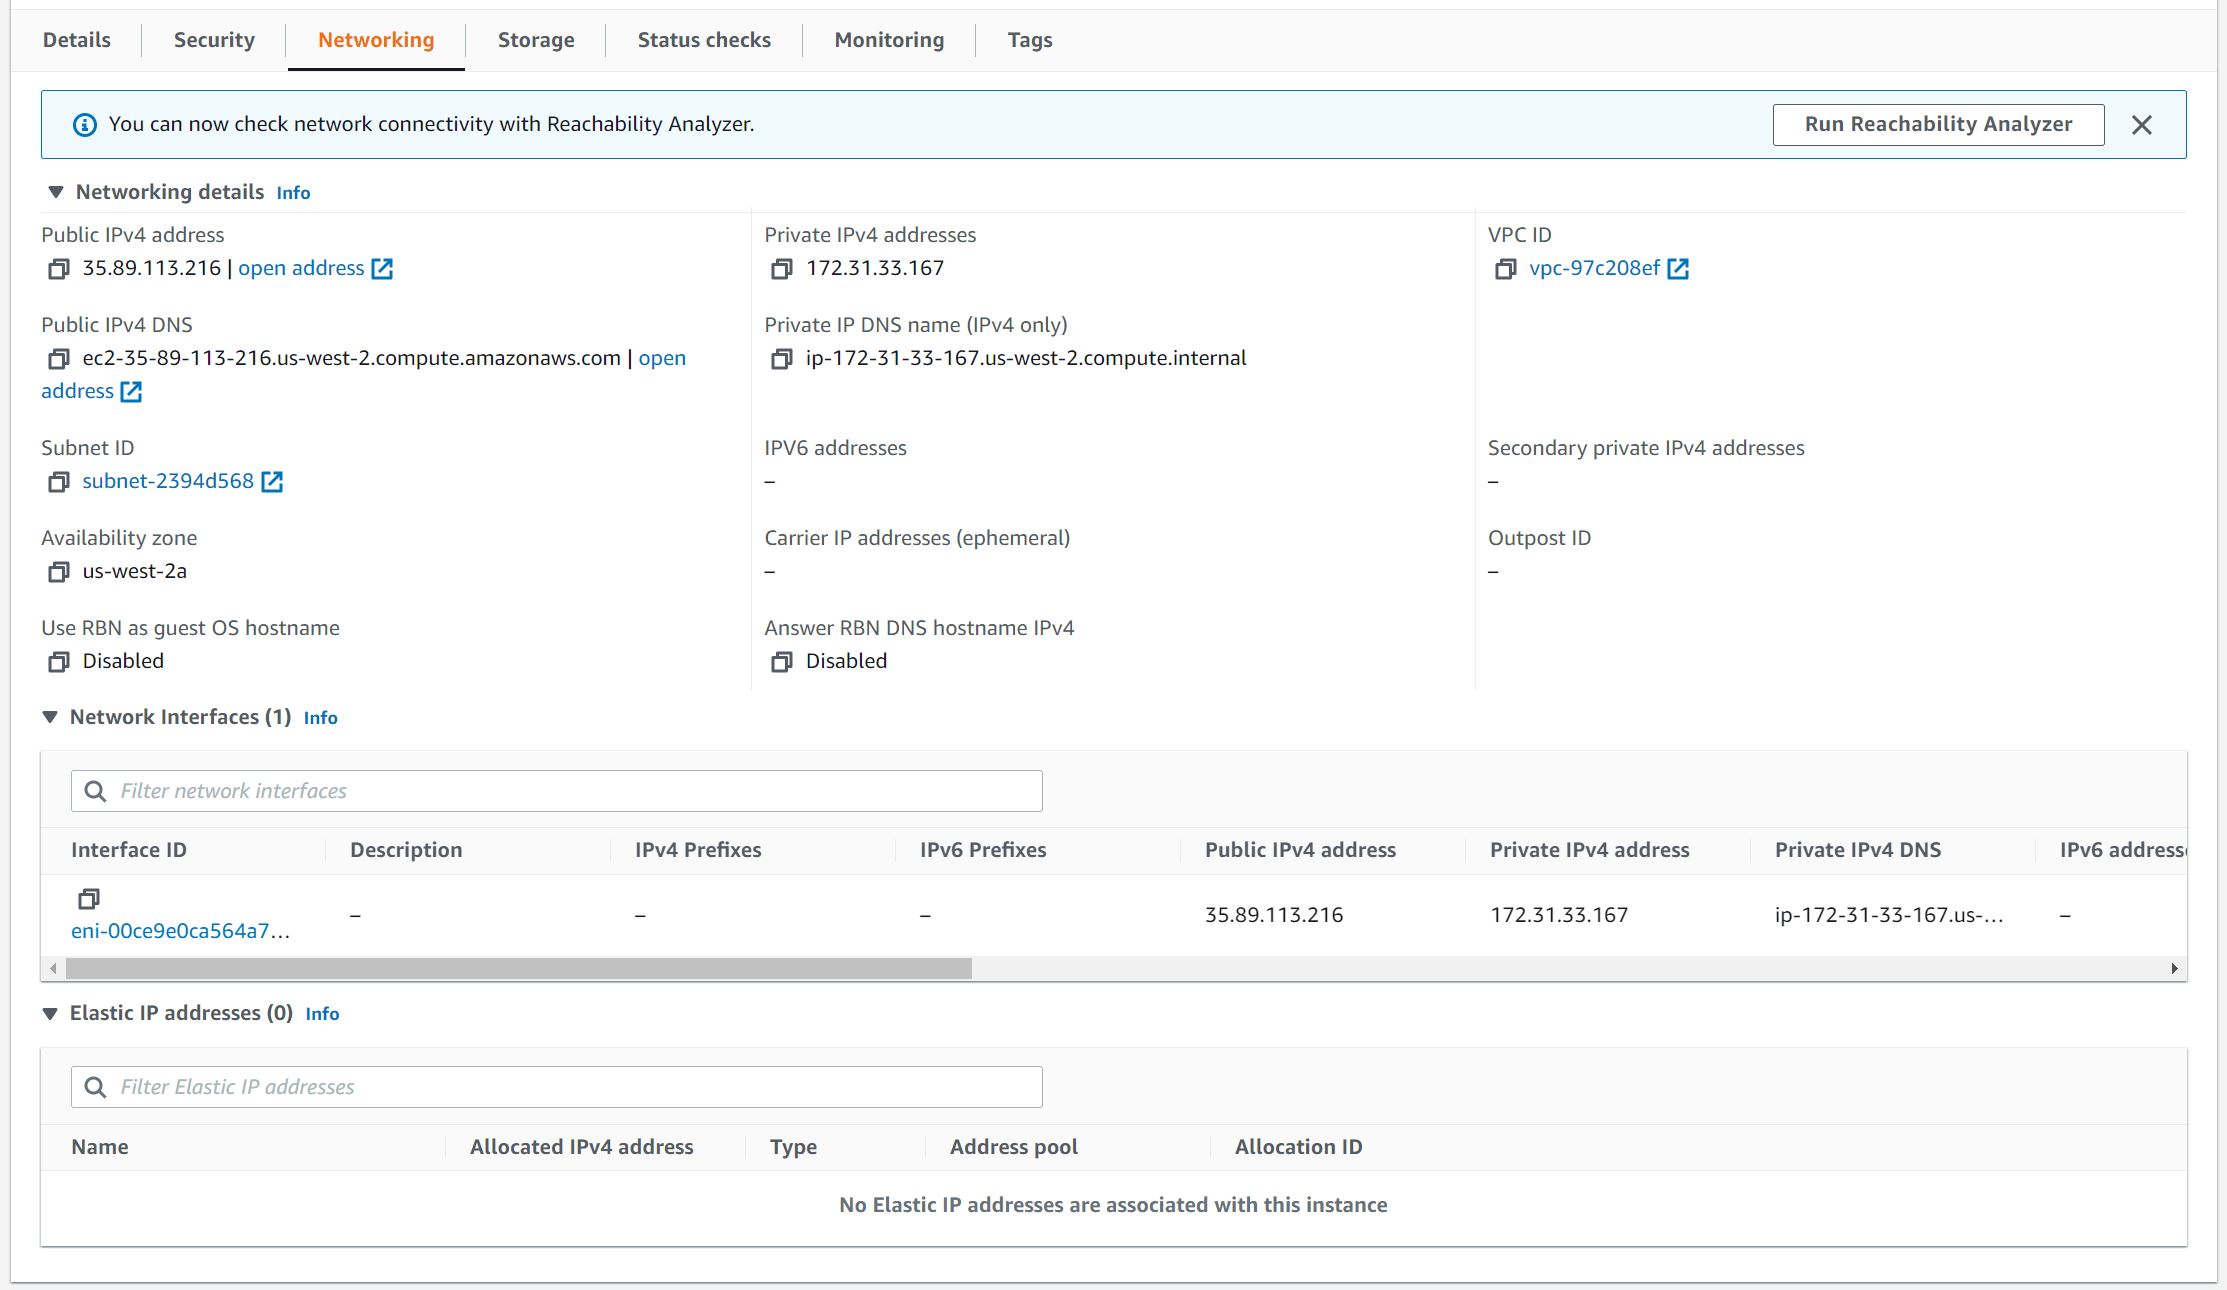 Details Security Networking Storage Status checks Monitoring Tags
You can now check network connectivity with Reachability Analyzer. Run Reachability Analyzer
Networking details Info
Public IPv4 address
35.89.113.216 | open address
Private IPv4 addresses
172.31.33.167
VPC ID
vpc-97c208ef
Public IPv4 DNS
ec2-35-89-113-216.us-west-2.compute.amazonaws.com | open
address
Private IP DNS name (IPv4 only)
ip-172-31-33-167.us-west-2.compute.internal
Subnet ID
subnet-2394d568
IPV6 addresses
–
Secondary private IPv4 addresses
–
Availability zone
us-west-2a
Carrier IP addresses (ephemeral)
–
Outpost ID
–
Use RBN as guest OS hostname
Disabled
Answer RBN DNS hostname IPv4
Disabled
Network Interfaces (1) Info
Filter network interfaces
Interface ID Description IPv4 Prefixes IPv6 Prefixes Public IPv4 address Private IPv4 address Private IPv4 DNS IPv6 addresse
eni-00ce9e0ca564a7... – – – 35.89.113.216 172.31.33.167 ip-172-31-33-167.us-... –
Elastic IP addresses (0) Info
Filter Elastic IP addresses
Name Allocated IPv4 address Type Address pool Allocation ID
No Elastic IP addresses are associated with this instance